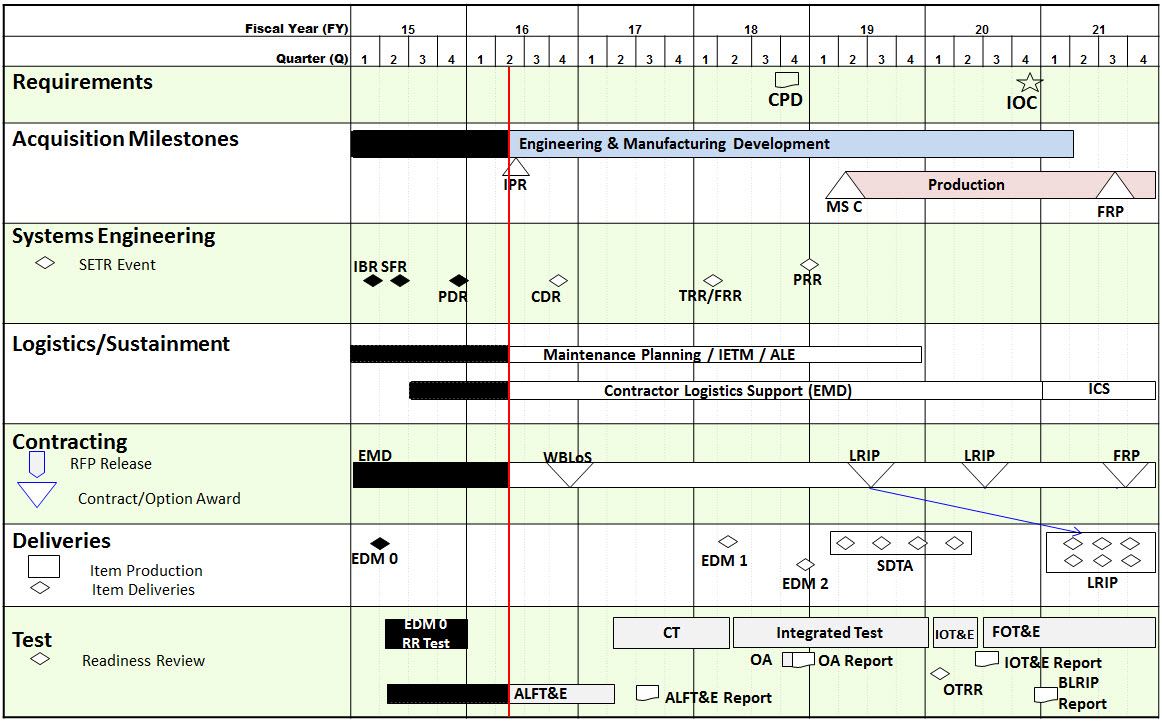 Fiscal Year (FY) 15 16 17 18 19 20 21
Quarter (Q) 1 2 3 4 1 2 3 4 1 2 3 4 1 2 3 4 1 2 3 4 1 2 3 4 1 2 3 4
Requirements
CPD
IOC
Acquisition Milestones
Engineering & Manufacturing Development
IPR
Production
MS C
FRP
Systems Engineering
SETR Event
IBR SFR
PDR
CDR
TRR/FRR
PRR
Logistics/Sustainment
Maintenance Planning / IETM / ALE
Contractor Logistics Support (EMD)
ICS
Contracting
RFP Release
Contract/Option Award
EMD
WBLoS
LRIP
LRIP
FRP
Deliveries
Item Production
Item Deliveries
EDM 0
EDM 1
EDM 2
SDTA
LRIP
Test
Readiness Review
EDM 0
RR Test
CT
Integrated Test
IOT&E
FOT&E
OA
OA Report
IOT&E Report
OTRR
BLRIP
Report
ALFT&E
ALFT&E Report